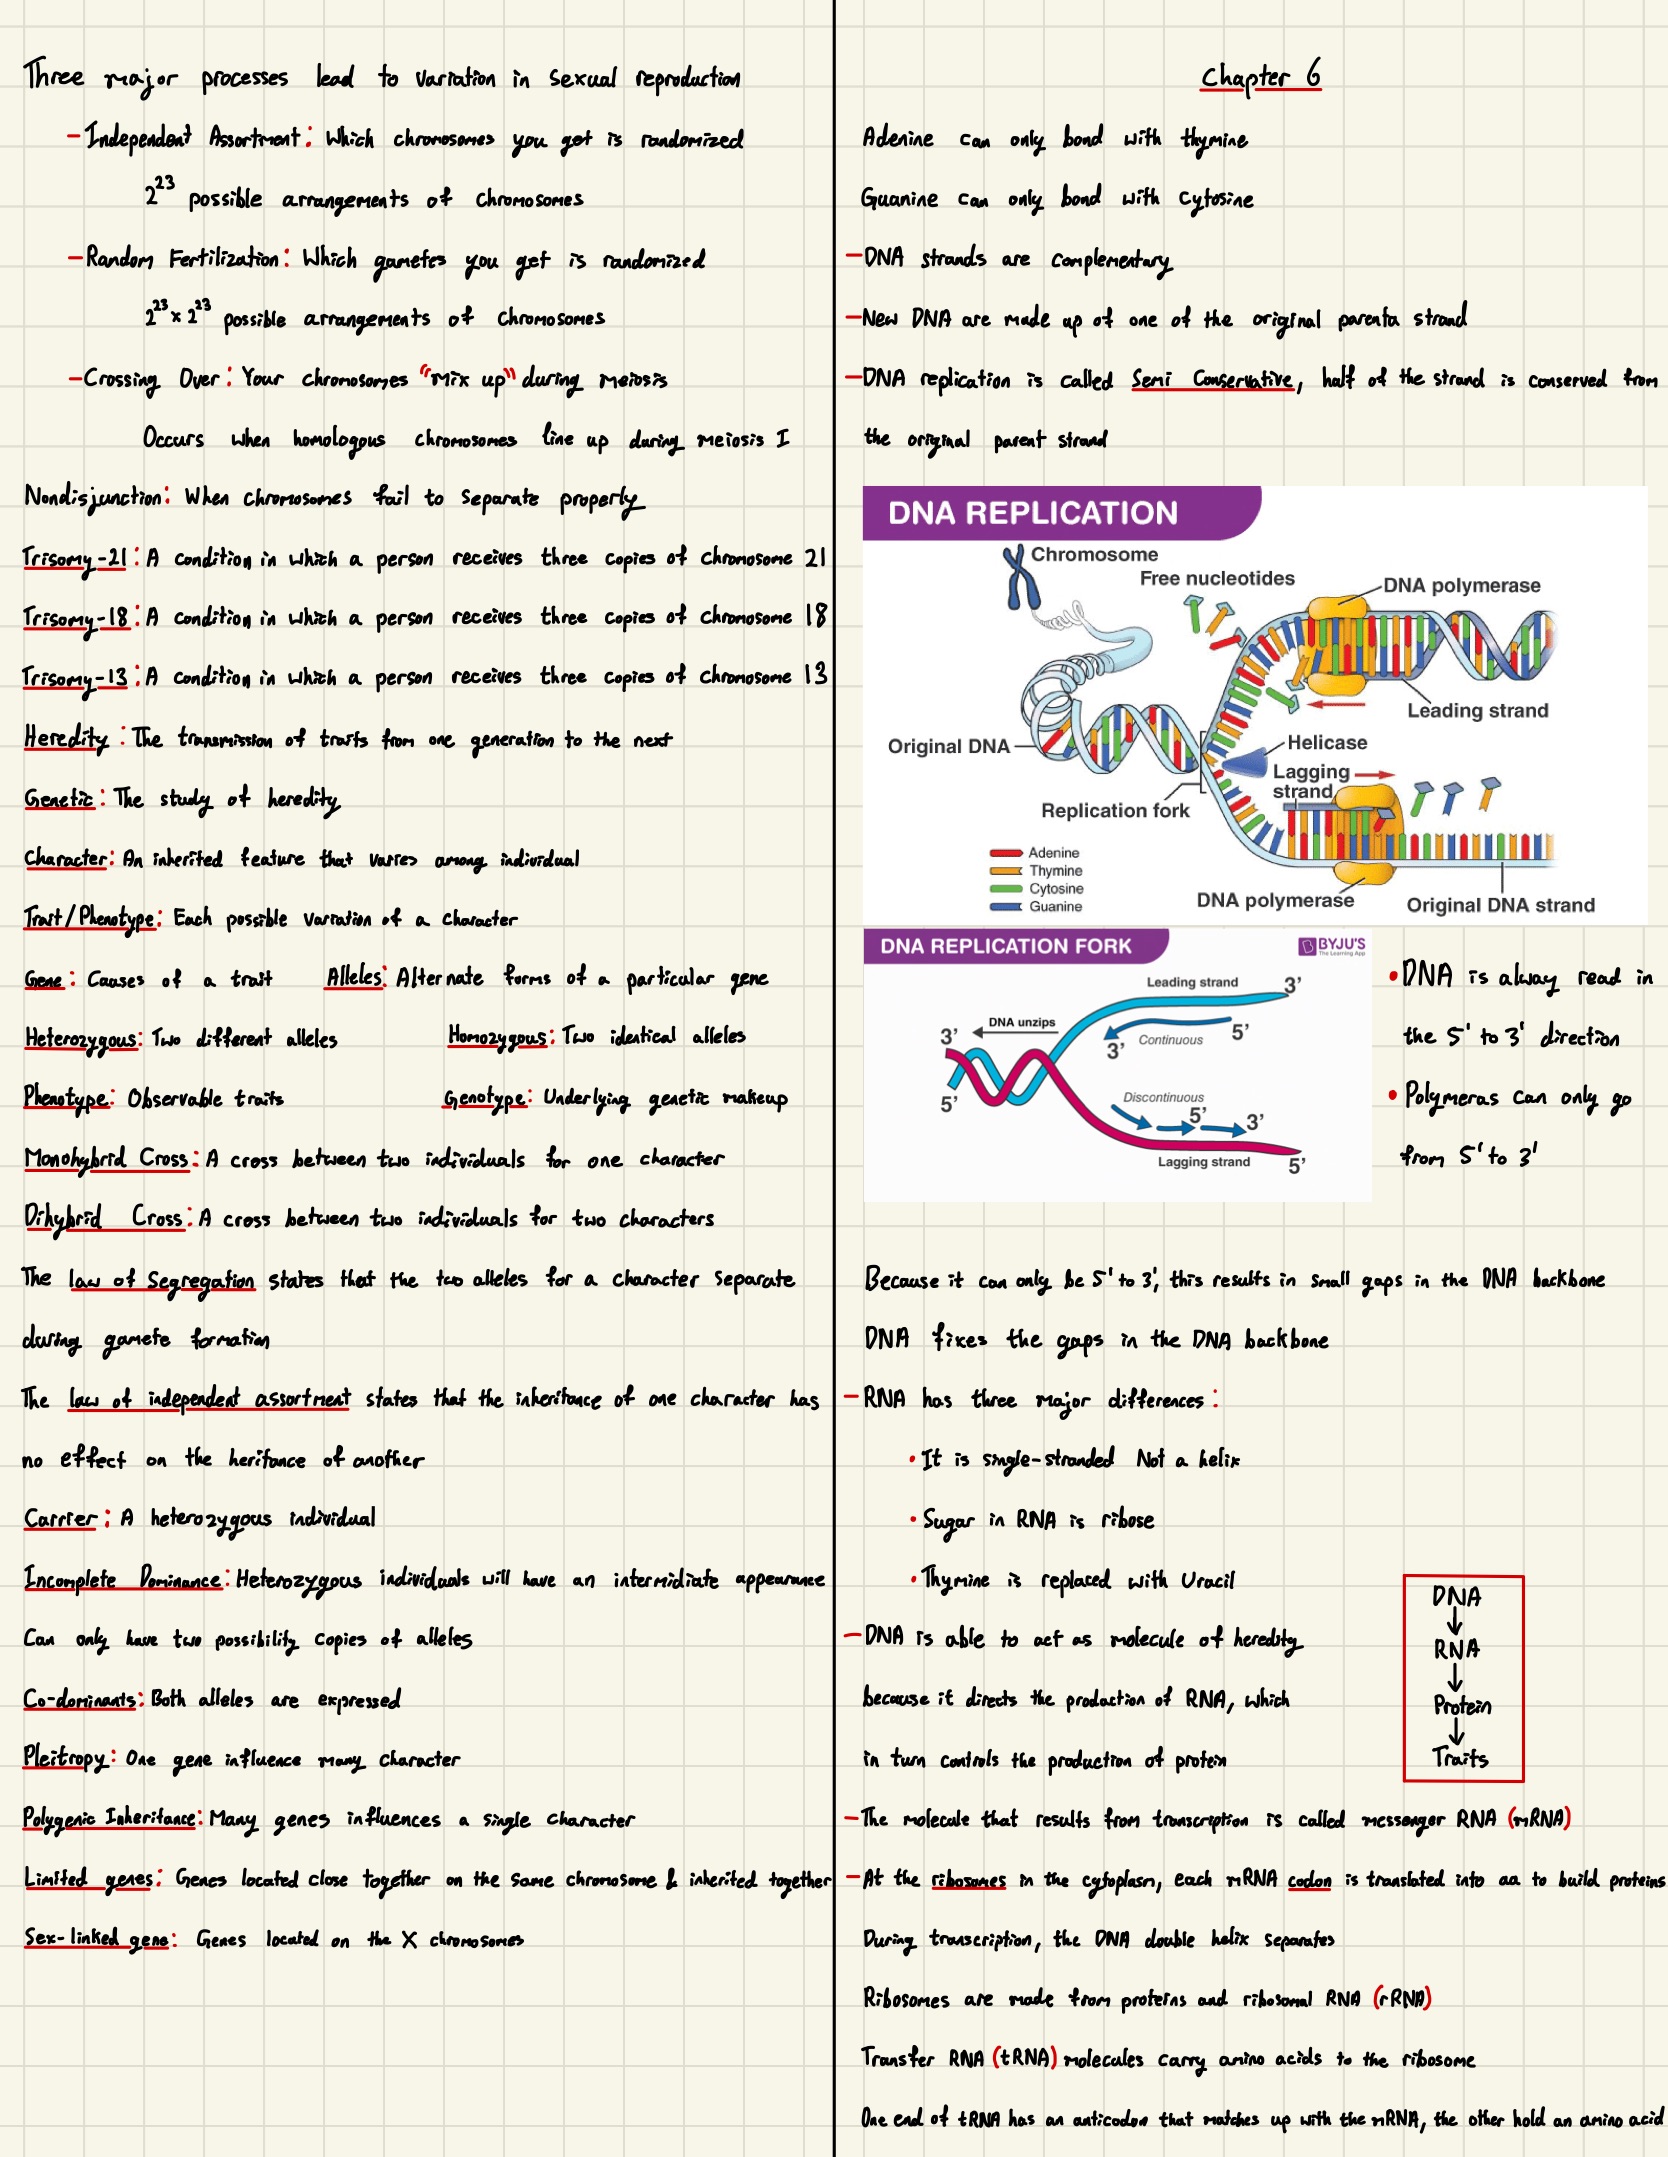 Three major processes lead to variation in sexual reproduction
- Independent Assortment: Which chromosomes you get is randomized
2^23 possible arrangements of chromosomes
- Random Fertilization: Which gametes you get is randomized
2^23 x 2^23 possible arrangements of chromosomes
- Crossing Over: Your chromosomes "mix up" during meiosis
Occurs when homologous chromosomes line up during meiosis I
Nondisjunction: When chromosomes fail to separate properly
Trisomy-21: A condition in which a person receives three copies of chromosome 21
Trisomy-18: A condition in which a person receives three copies of chromosome 18
Trisomy-13: A condition in which a person receives three copies of chromosome 13
Heredity: The transmission of traits from one generation to the next
Genetic: The study of heredity
Character: An inherited feature that varies among individual
Trait/Phenotype: Each possible variation of a character
Gene: Causes of a trait Alleles: Alternate forms of a particular gene
Heterozygous: Two different alleles Homozygous: Two identical alleles
Phenotype: Observable traits Genotype: Underlying genetic makeup
Monohybrid Cross: A cross between two individuals for one character
Dihybrid Cross: A cross between two individuals for two characters
The law of Segregation states that the two alleles for a character separate
during gamete formation
The law of independent assortment states that the inheritance of one character has
no effect on the heritance of another
Carrier: A heterozygous individual
Incomplete Dominance: Heterozygous individuals will have an intermidiate appearance
Can only have two possibility copies of alleles
Co-dominants: Both alleles are expressed
Pleitropy: One gene influence many character
Polygenic Inheritance: Many genes influences a single character
Limited genes: Genes located close together on the same chromosome & inherited together
Sex-linked gene: Genes located on the X chromosomes
Chapter 6
Adenine can only bond with thymine
Guanine can only bond with cytosine
- DNA strands are complementary
- New DNA are made up of one of the original parenta strand
- DNA replication is called Semi Conservative, half of the strand is conserved from
the original parent strand
DNA REPLICATION
Chromosome
Free nucleotides
DNA polymerase
Leading strand
Original DNA
Helicase
Lagging
strand
Replication fork
Adenine
Thymine
Cytosine
Guanine
DNA polymerase
Original DNA strand
DNA REPLICATION FORK
BYJU'S
The Learning App
Leading strand
3'
DNA unzips
3'
5'
3'
Continuous
5'
Discontinuous
5'
3'
Lagging strand
5'
• DNA is alway read in
the 5' to 3' direction
• Polymeras can only go
from 5' to 3'
Because it can only be 5' to 3', this results in small gaps in the DNA backbone
DNA fixes the gaps in the DNA backbone
- RNA has three major differences:
• It is single-stranded Not a helix
• Sugar in RNA is ribose
• Thymine is replaced with Uracil
- DNA is able to act as molecule of heredity
because it directs the production of RNA, which
in turn controls the production of protein
DNA
↓
RNA
↓
Protein
↓
Traits
- The molecule that results from transcription is called messenger RNA (mRNA)
- At the ribosomes in the cytoplasm, each mRNA codon is translated into aa to build proteins
During transcription, the DNA double helix separates
Ribosomes are made from proteins and ribosomal RNA (rRNA)
Transfer RNA (tRNA) molecules carry amino acids to the ribosome
One end of tRNA has an anticodon that matches up with the mRNA, the other hold an amino acid